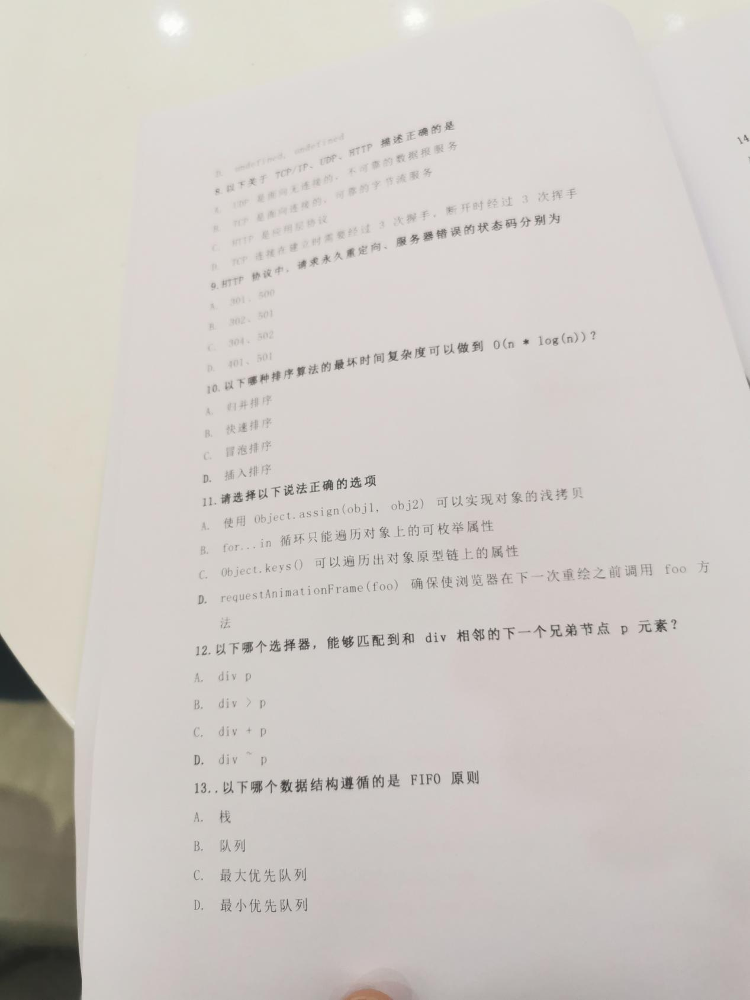 D. undefined, undefined
8.以下关于 TCP/IP、UDP、HTTP 描述正确的是
A. UDP 是面向无连接的，不可靠的数据报服务
B. TCP 是面向连接的，可靠的字节流服务
C. HTTP 是应用层协议
D. TCP 连接在建立时需要经过 3 次握手，断开时经过 3 次挥手
9.HTTP 协议中，请求永久重定向、服务器错误的状态码分别为
A. 301、500
B. 302、501
C. 304、502
D. 401、501
10.以下哪种排序算法的最坏时间复杂度可以做到 O(n * log(n))？
A. 归并排序
B. 快速排序
C. 冒泡排序
D. 插入排序
11.请选择以下说法正确的选项
A. 使用 Object.assign(obj1, obj2) 可以实现对象的浅拷贝
B. for...in 循环只能遍历对象上的可枚举属性
C. Object.keys() 可以遍历出对象原型链上的属性
D. requestAnimationFrame(foo) 确保使浏览器在下一次重绘之前调用 foo 方
法
12.以下哪个选择器，能够匹配到和 div 相邻的下一个兄弟节点 p 元素？
A. div p
B. div > p
C. div + p
D. div ~ p
13..以下哪个数据结构遵循的是 FIFO 原则
A. 栈
B. 队列
C. 最大优先队列
D. 最小优先队列
14